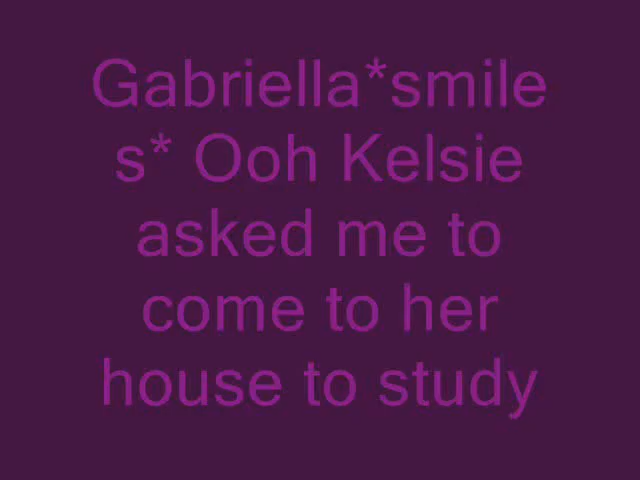 Gabriella*smile
s* Ooh Kelsie
asked me to
come to her
house to study